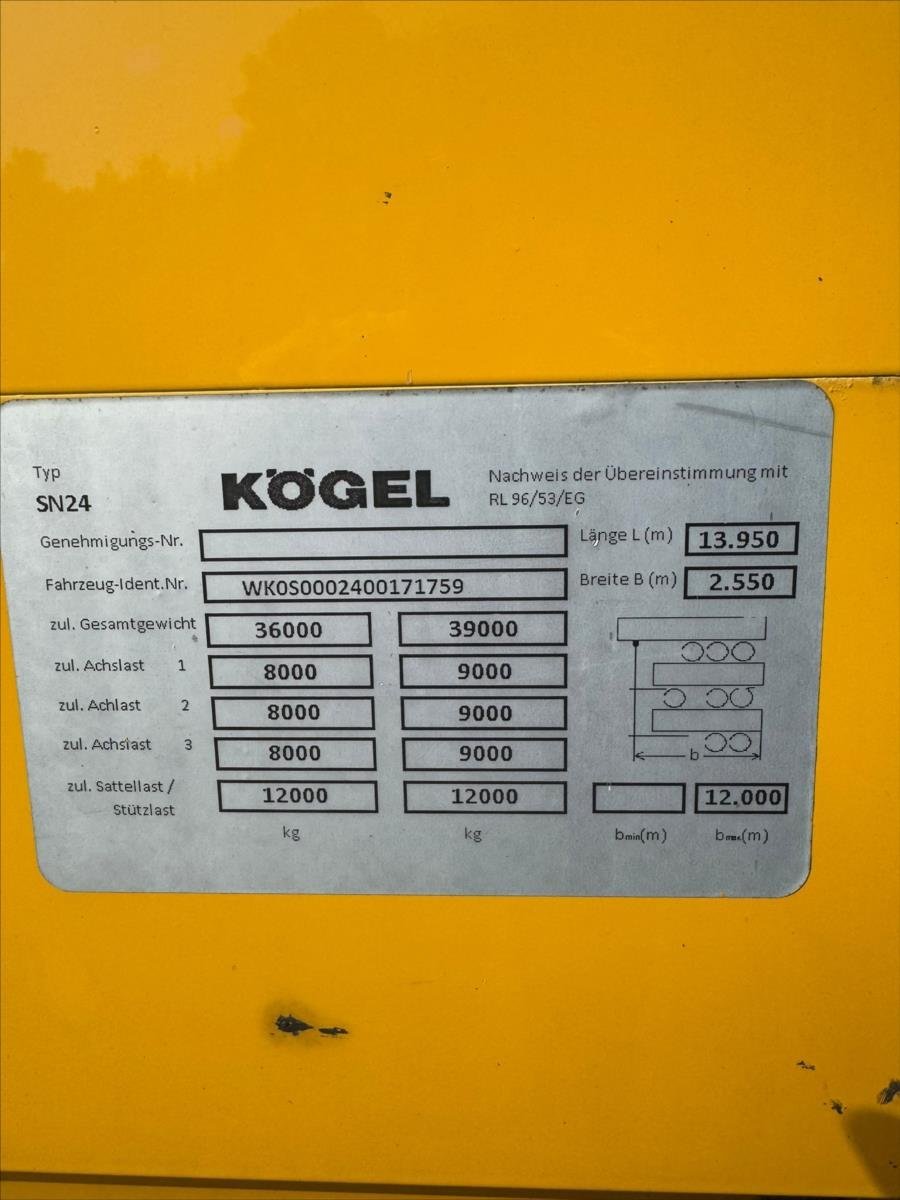 Typ
SN24
KÖGEL
Nachweis der Übereinstimmung mit
RL 96/53/EG
Genehmigungs-Nr.
Länge L (m) 13.950
Fahrzeug-Ident.Nr. WK0S0002400171759
Breite B (m) 2.550
zul. Gesamtgewicht 36000 39000
zul. Achslast 1 8000 9000
zul. Achlast 2 8000 9000
zul. Achslast 3 8000 9000
b
zul. Sattellast /
Stützlast
12000 12000 12.000
kg kg bmin(m) bmax(m)